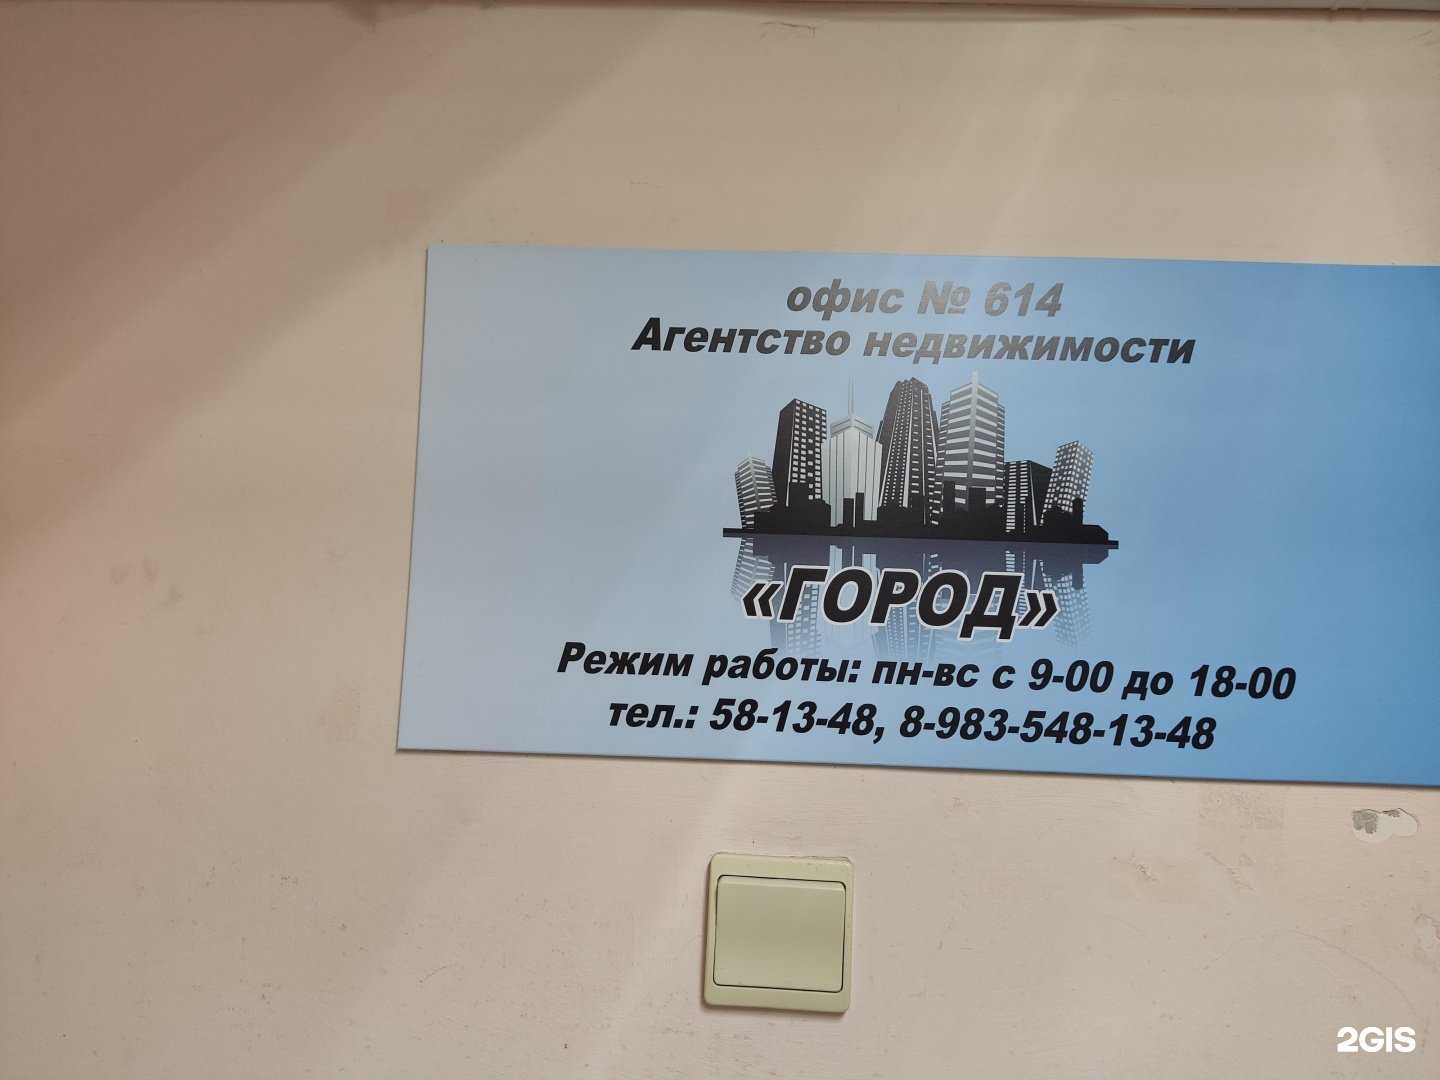 офис № 614
Агентство недвижимости
«ГОРОД»
Режим работы: пн-вс с 9-00 до 18-00
тел.: 58-13-48, 8-983-548-13-48
2GIS